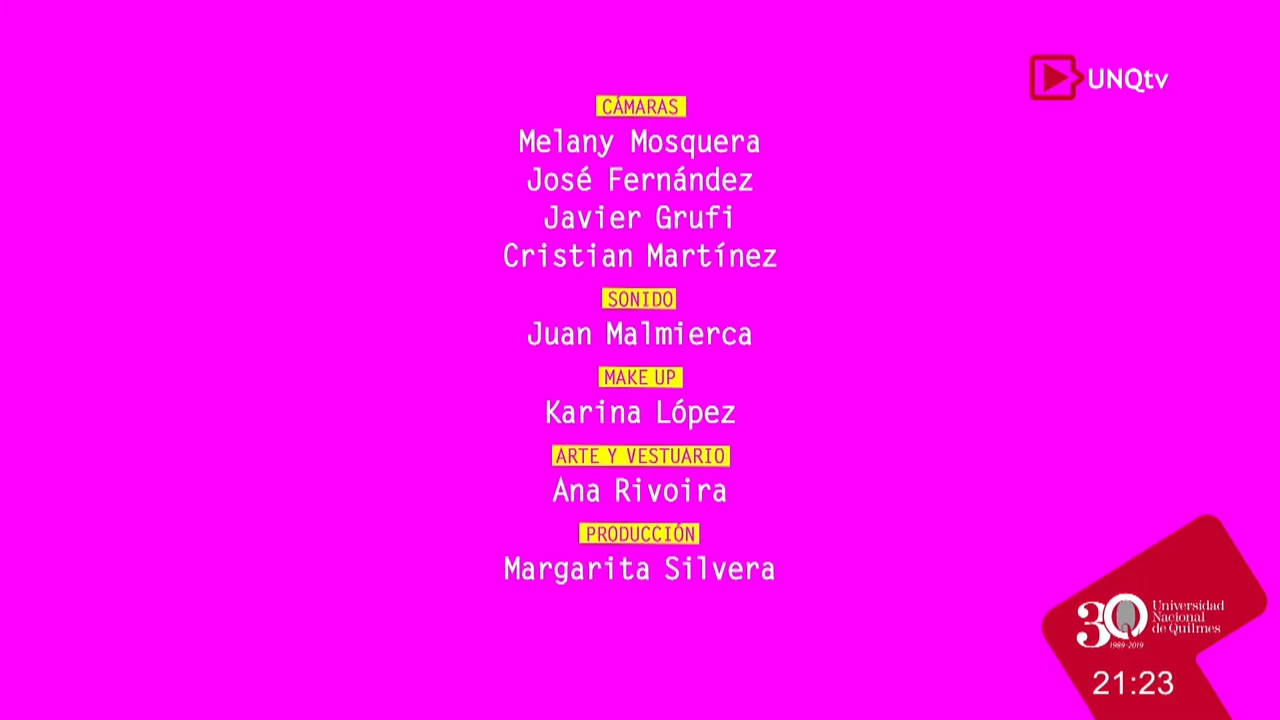 UNQtv
CÁMARAS
Melany Mosquera
José Fernández
Javier Grufi
Cristian Martínez
SONIDO
Juan Malmierca
MAKE UP
Karina López
ARTE Y VESTUARIO
Ana Rivoira
PRODUCCIÓN
Margarita Silvera
30
1989-2019
Universidad
Nacional
de Quilmes
21:23